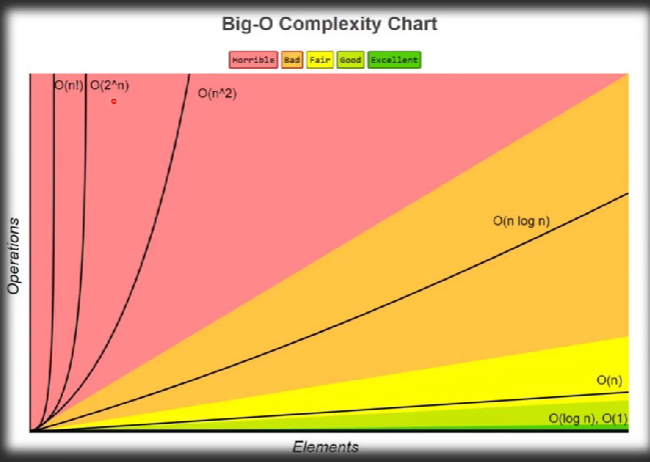 Big-O Complexity Chart
Horrible Bad Fair Good Excellent
O(n!) O(2^n)
O(n^2)
O(n log n)
O(n)
O(log n), O(1)
Operations
Elements